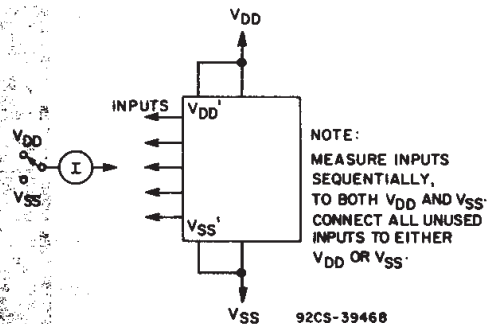 VDD
INPUTS
VDD'
VDD
I
VSS
VSS'
VSS
NOTE:
MEASURE INPUTS
SEQUENTIALLY,
TO BOTH VDD AND VSS.
CONNECT ALL UNUSED
INPUTS TO EITHER
VDD OR VSS.
92CS-39468